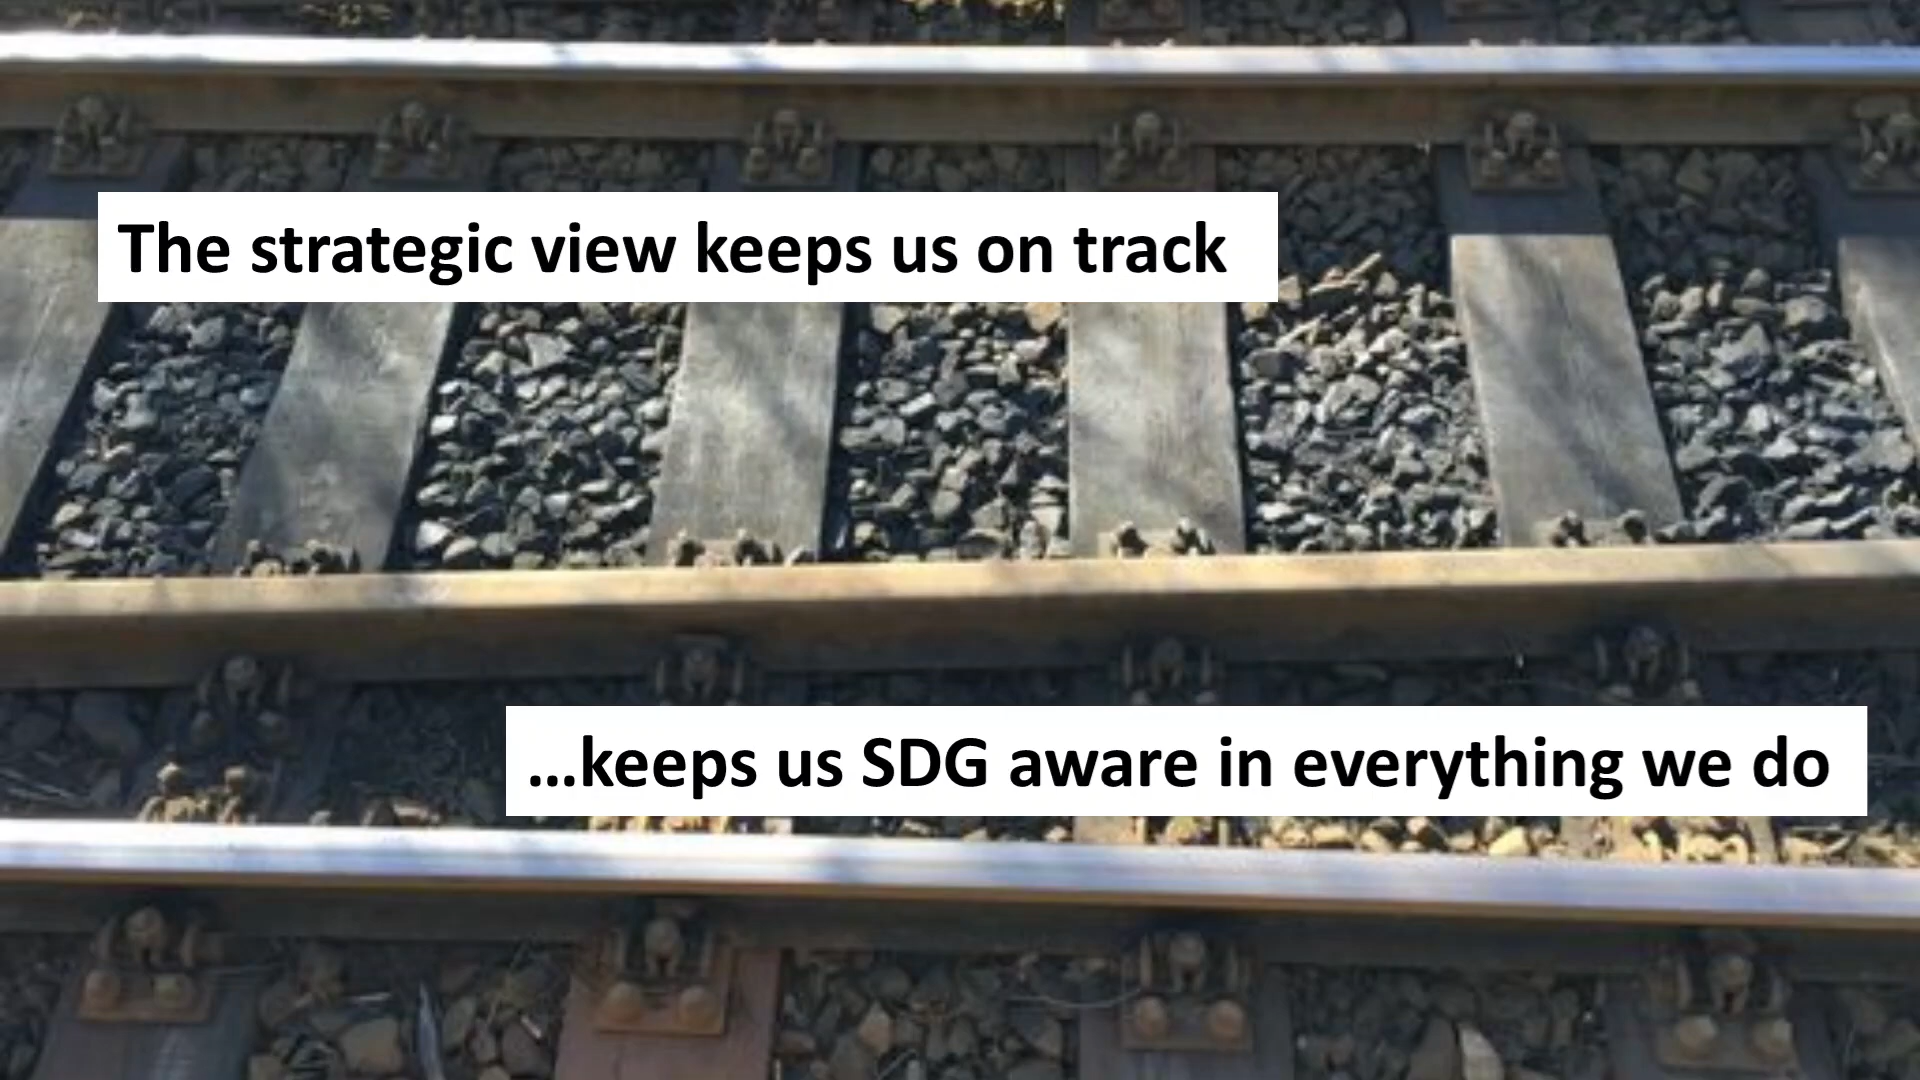 The strategic view keeps us on track
…keeps us SDG aware in everything we do